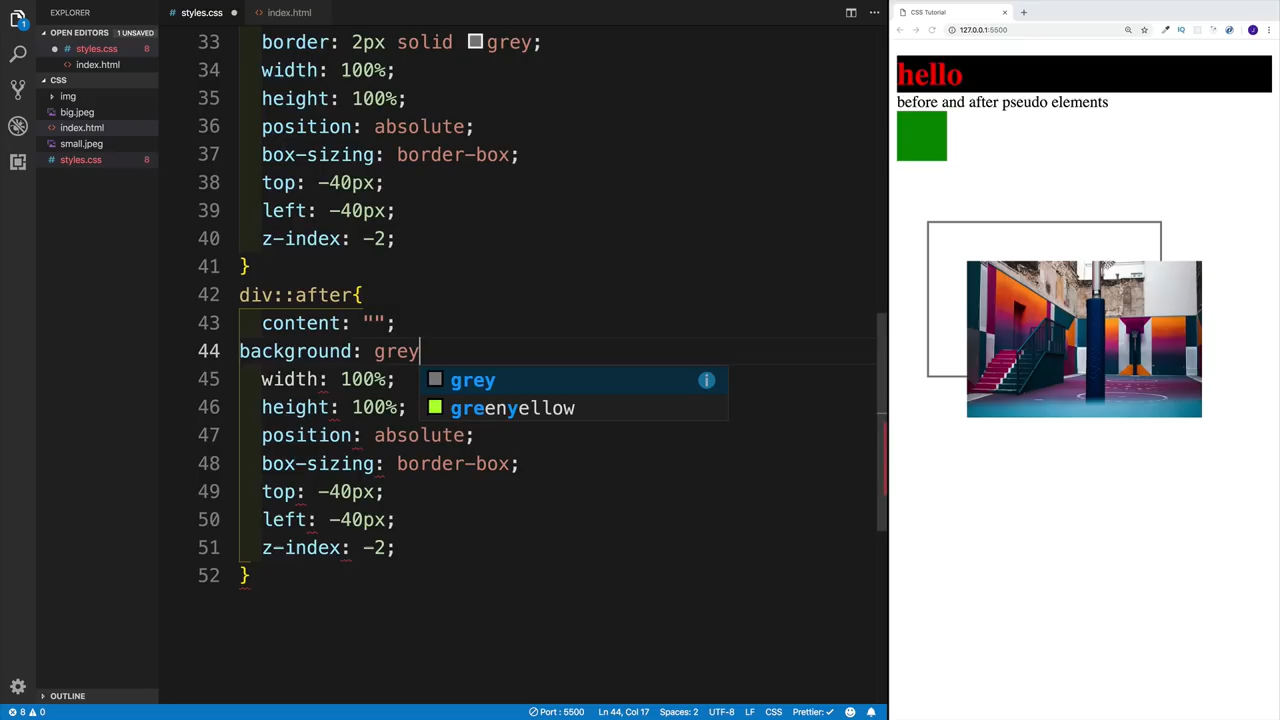 EXPLORER
OPEN EDITORS 1 UNSAVED
styles.css 8
index.html
CSS
img
big.jpeg
index.html
small.jpeg
styles.css 8
OUTLINE
1
styles.css
index.html
33 border: 2px solid grey;
34 width: 100%;
35 height: 100%;
36 position: absolute;
37 box-sizing: border-box;
38 top: -40px;
39 left: -40px;
40 z-index: -2;
41 }
42 div::after{
43 content: "";
44 background: grey
45 width: 100%;
46 height: 100%;
47 position: absolute;
48 box-sizing: border-box;
49 top: -40px;
50 left: -40px;
51 z-index: -2;
52 }
grey
greenyellow
8 0 Port : 5500 Ln 44, Col 17 Spaces: 2 UTF-8 LF CSS Prettier: ✓
CSS Tutorial
127.0.0.1:5500
IQ
J
hello
before and after pseudo elements